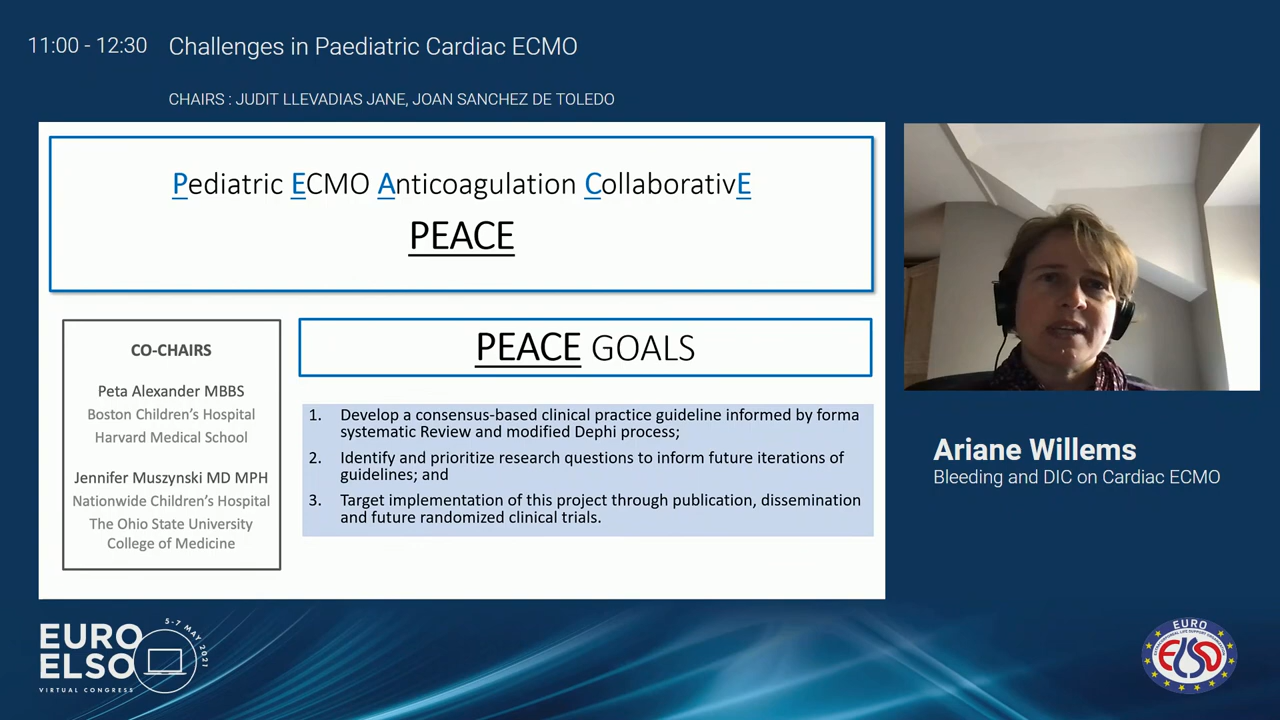 11:00 - 12:30 Challenges in Paediatric Cardiac ECMO
CHAIRS : JUDIT LLEVADIAS JANE, JOAN SANCHEZ DE TOLEDO
Pediatric ECMO Anticoagulation CollaborativE
PEACE
CO-CHAIRS
Peta Alexander MBBS
Boston Children's Hospital
Harvard Medical School
Jennifer Muszynski MD MPH
Nationwide Children's Hospital
The Ohio State University
College of Medicine
PEACE GOALS
1. Develop a consensus-based clinical practice guideline informed by forma
systematic Review and modified Dephi process;
2. Identify and prioritize research questions to inform future iterations of
guidelines; and
3. Target implementation of this project through publication, dissemination
and future randomized clinical trials.
Ariane Willems
Bleeding and DIC on Cardiac ECMO
EURO
ELSO
VIRTUAL CONGRESS
5-7 MAY 2021
EURO
ELSO